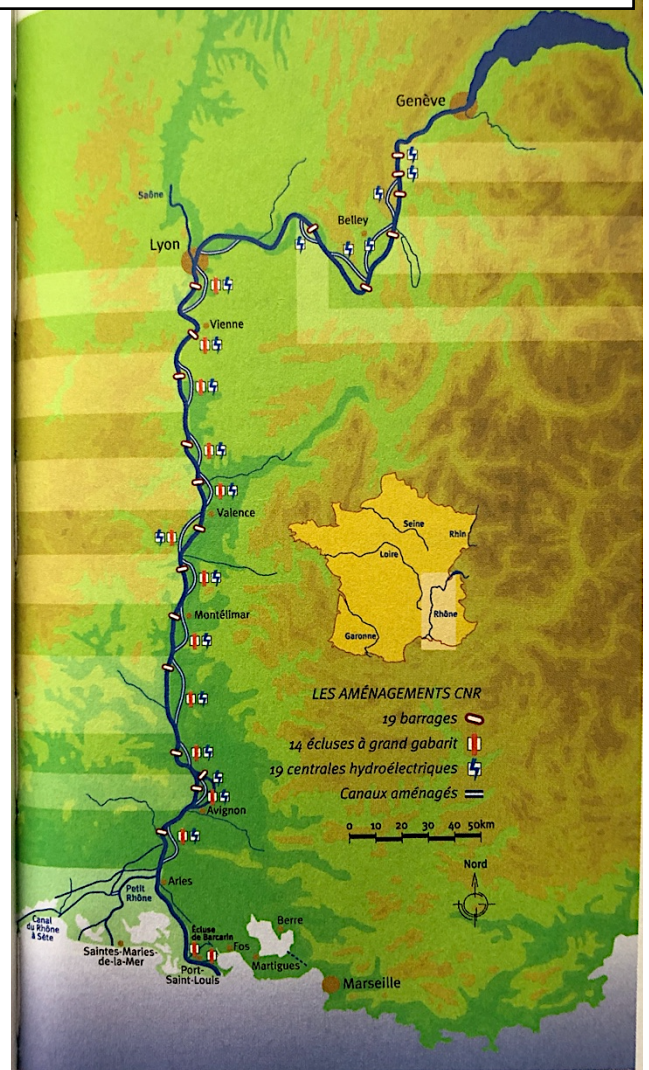 Genève
Saône
Belley
Lyon
Vienne
Valence
Seine
Rhin
Loire
Rhône
Garonne
Montélimar
LES AMÉNAGEMENTS CNR
19 barrages
14 écluses à grand gabarit
19 centrales hydroélectriques
Canaux aménagés
0 10 20 30 40 50km
Nord
Avignon
Arles
Petit
Rhône
Canal
du Rhône
à Sète
Saintes-Maries-
de-la-Mer
Écluse
de Barcarin
Port-
Saint-Louis
Fos
Berre
Martigues
Marseille